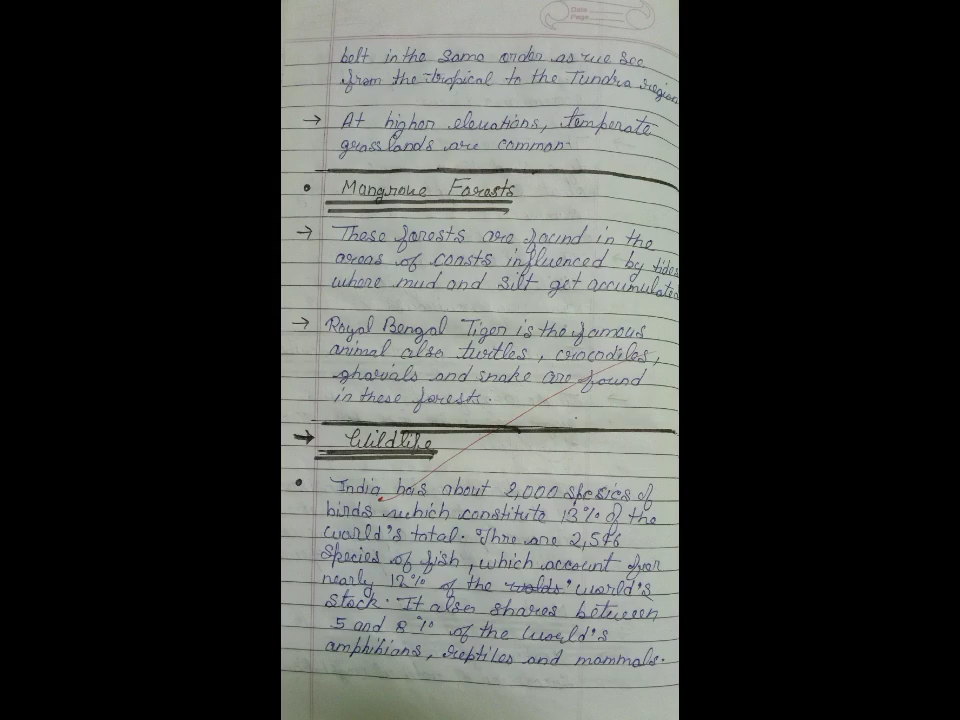 Date
Page
belt in the same order as we see
from the tropical to the Tundra region
→ At higher elevations, temperate
grasslands are common.
• Mangrove Forests
→ These forests are found in the
areas of coasts influenced by tides
where mud and silt get accumulated
→ Royal Bengal Tiger is the famous
animal also turtles, crocodiles,
gharials and snake are found
in these forests.
→ Wildlife
• India has about 2,000 spesies of
birds which constitute 13% of the
world's total. Thre are 2,546
species of fish, which account for
nearly 12% of the world's
stock. It also shares between
5 and 8% of the world's
amphibians, reptiles and mammals.